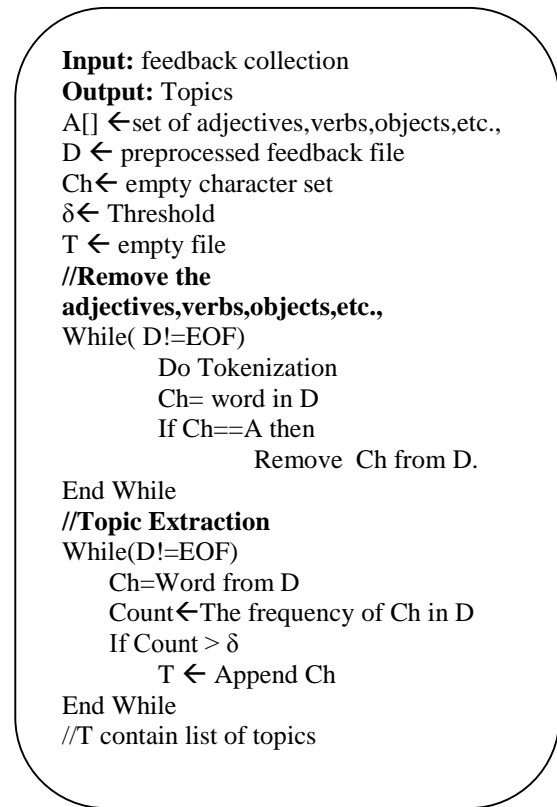 Input: feedback collection
Output: Topics
A[] ←set of adjectives,verbs,objects,etc.,
D ← preprocessed feedback file
Ch← empty character set
δ← Threshold
T ← empty file
//Remove the
adjectives,verbs,objects,etc.,
While( D!=EOF)
Do Tokenization
Ch= word in D
If Ch==A then
Remove Ch from D.
End While
//Topic Extraction
While(D!=EOF)
Ch=Word from D
Count←The frequency of Ch in D
If Count > δ
T ← Append Ch
End While
//T contain list of topics